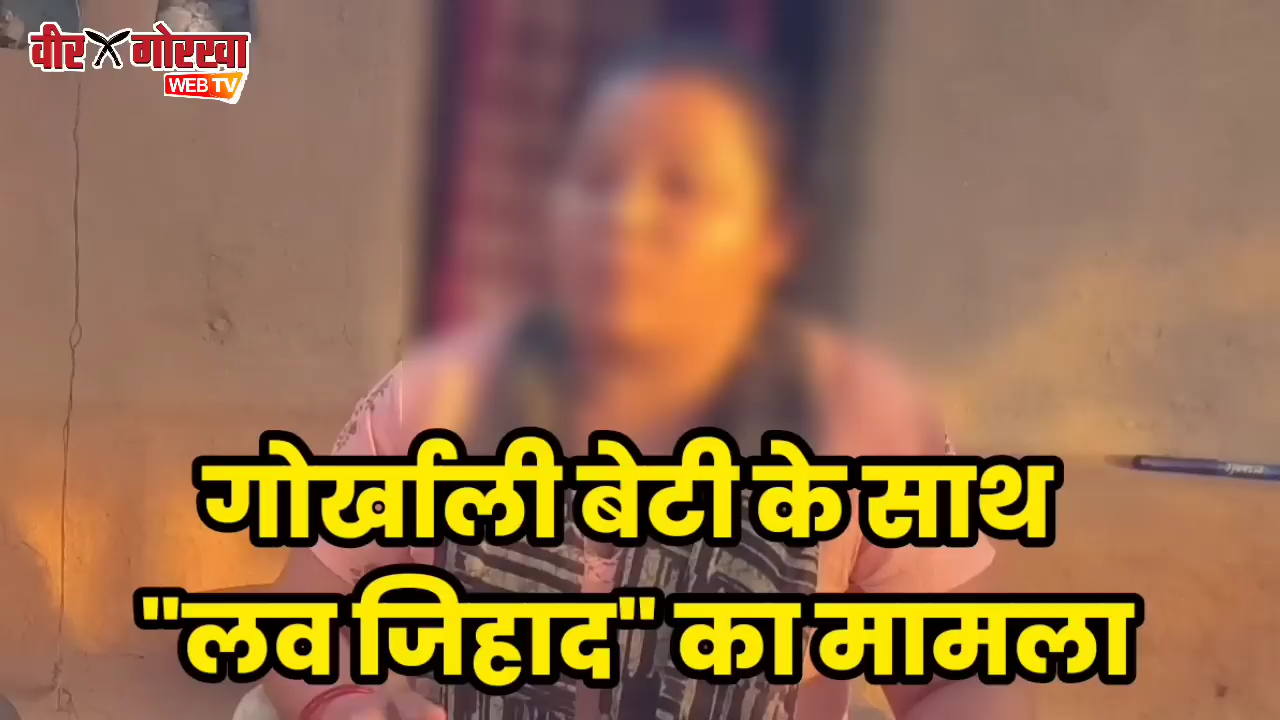 वीर गोरखा
WEB TV
गोर्खाली बेटी के साथ
"लव जिहाद" का मामला